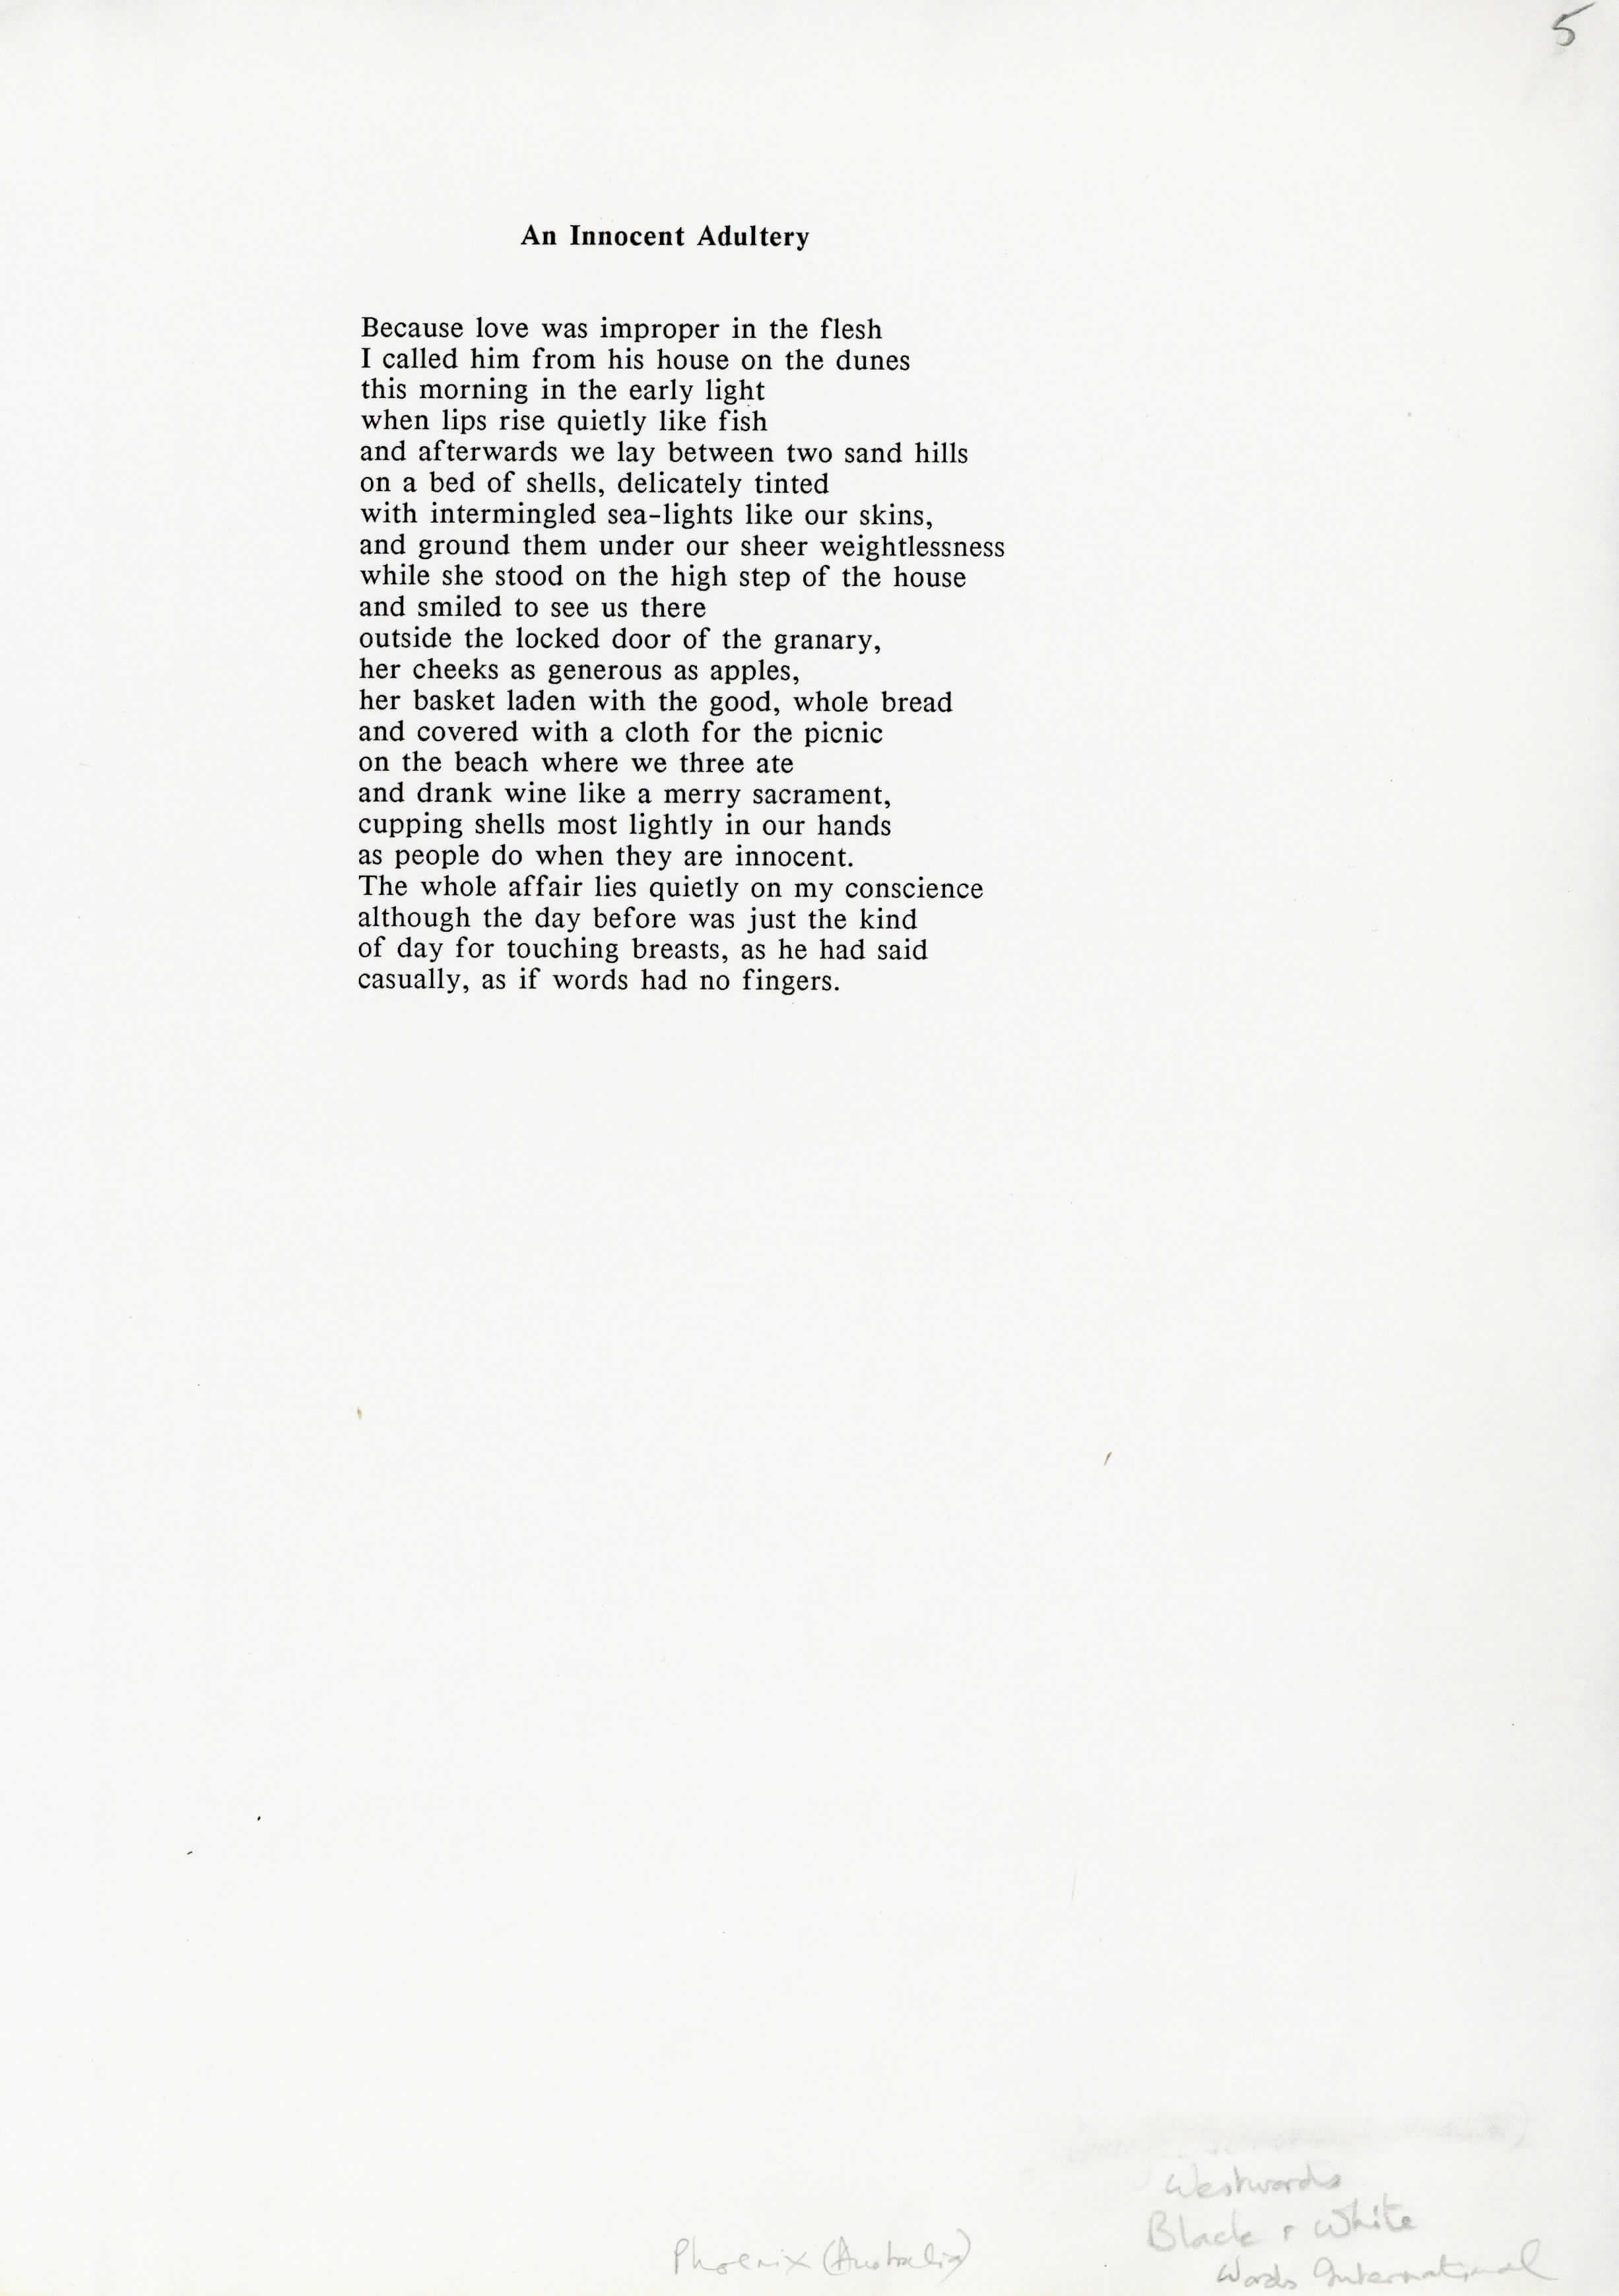 5
An Innocent Adultery
Because love was improper in the flesh
I called him from his house on the dunes
this morning in the early light
when lips rise quietly like fish
and afterwards we lay between two sand hills
on a bed of shells, delicately tinted
with intermingled sea-lights like our skins,
and ground them under our sheer weightlessness
while she stood on the high step of the house
and smiled to see us there
outside the locked door of the granary,
her cheeks as generous as apples,
her basket laden with the good, whole bread
and covered with a cloth for the picnic
on the beach where we three ate
and drank wine like a merry sacrament,
cupping shells most lightly in our hands
as people do when they are innocent.
The whole affair lies quietly on my conscience
although the day before was just the kind
of day for touching breasts, as he had said
casually, as if words had no fingers.
Westwords
Black + White
Phoenix (Australia)
Words International